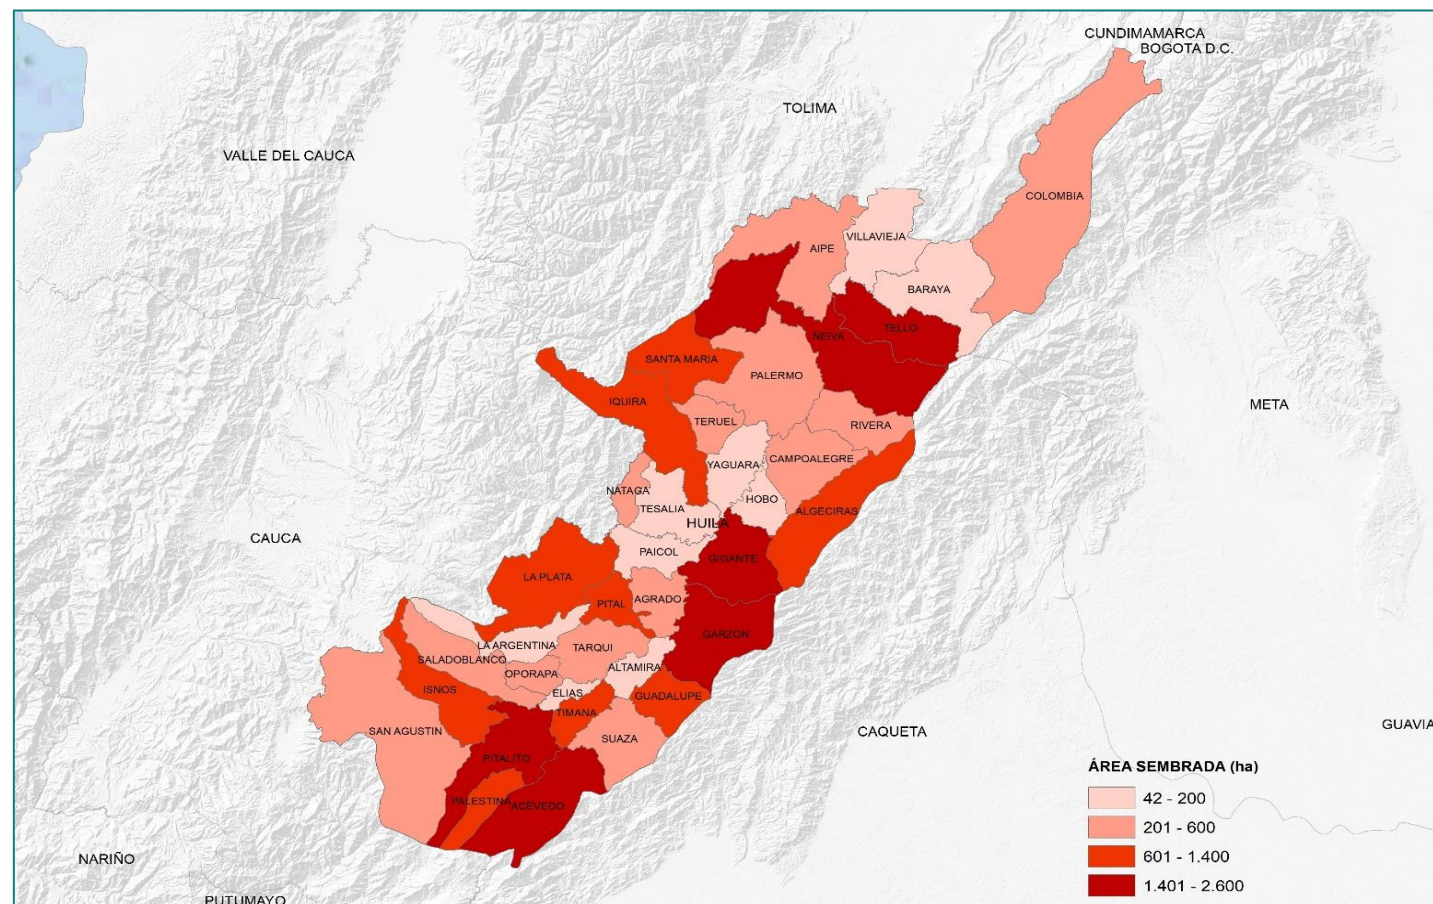 CUNDIMAMARCA
BOGOTA D.C.
TOLIMA
VALLE DEL CAUCA
COLOMBIA
VILLAVIEJA
AIPE
BARAYA
TELLO
NEIVA
SANTA MARIA
PALERMO
IQUIRA
META
TERUEL
RIVERA
YAGUARA
CAMPOALEGRE
NATAGA
HOBO
TESALIA
ALGECIRAS
HUILA
CAUCA
PAICOL
GIGANTE
LA PLATA
PITAL
AGRADO
GARZON
LA ARGENTINA
TARQUI
SALADOBLANCO
ALTAMIRA
OPORAPA
ISNOS
ELIAS
GUADALUPE
TIMANA
SAN AGUSTIN
SUAZA
CAQUETA
GUAVIA
PITALITO
PALESTINA
ACEVEDO
ÁREA SEMBRADA (ha)
42 - 200
201 - 600
601 - 1.400
1.401 - 2.600
NARIÑO
PUTUMAYO